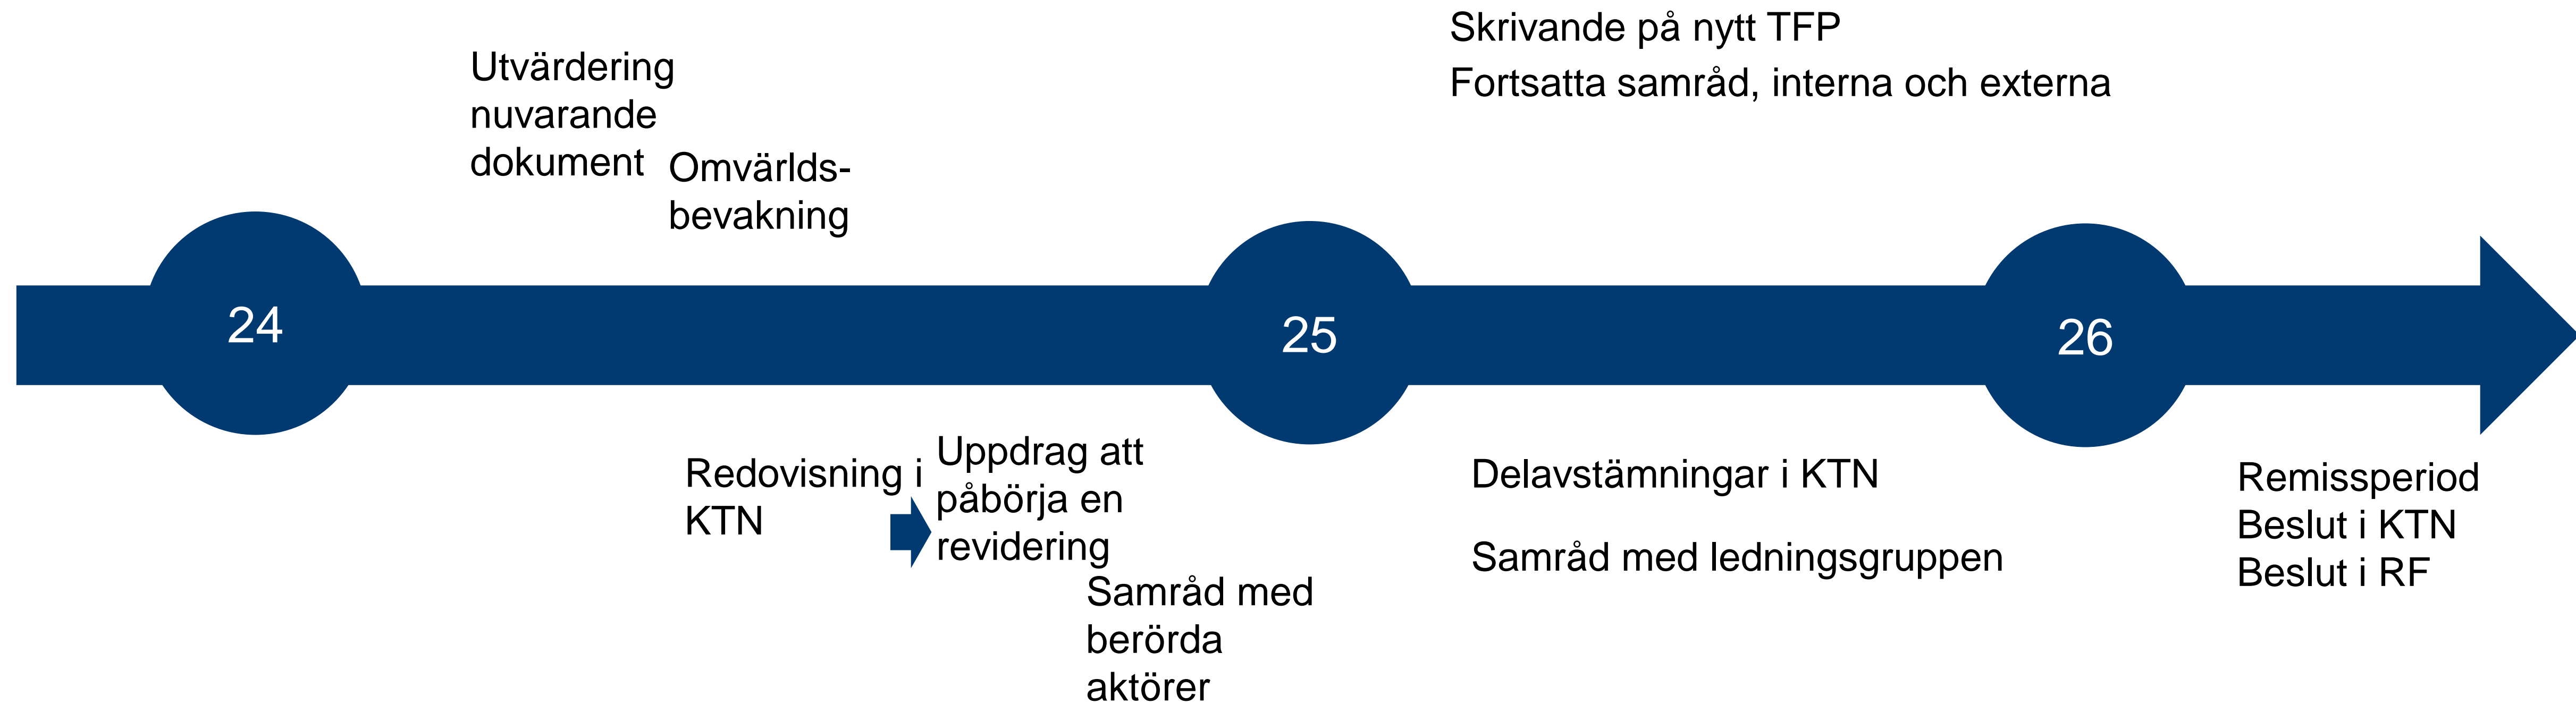 Skrivande på nytt TFP
Fortsatta samråd, interna och externa
Utvärdering
nuvarande
dokument
Omvärlds-
bevakning
24
25
26
Redovisning i
KTN
Uppdrag att
påbörja en
revidering
Samråd med
berörda
aktörer
Delavstämningar i KTN
Samråd med ledningsgruppen
Remissperiod
Beslut i KTN
Beslut i RF